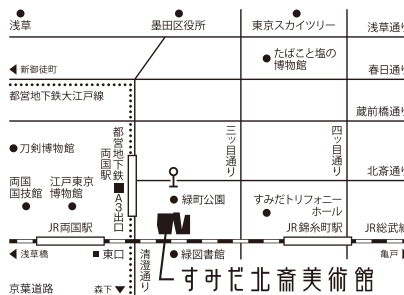 浅草
墨田区役所
東京スカイツリー
浅草通り
たばこと塩の
博物館
新御徒町
春日通り
都営地下鉄大江戸線
蔵前橋通り
都営地下鉄
両国駅
A3出口
三ツ目通り
四ツ目通り
刀剣博物館
北斎通り
両国
国技館
江戸東京
博物館
緑町公園
すみだトリフォニー
ホール
JR両国駅
JR錦糸町駅
JR総武線
浅草橋
東口
清澄通り
緑図書館
亀戸
すみだ北斎美術館
京葉道路
森下